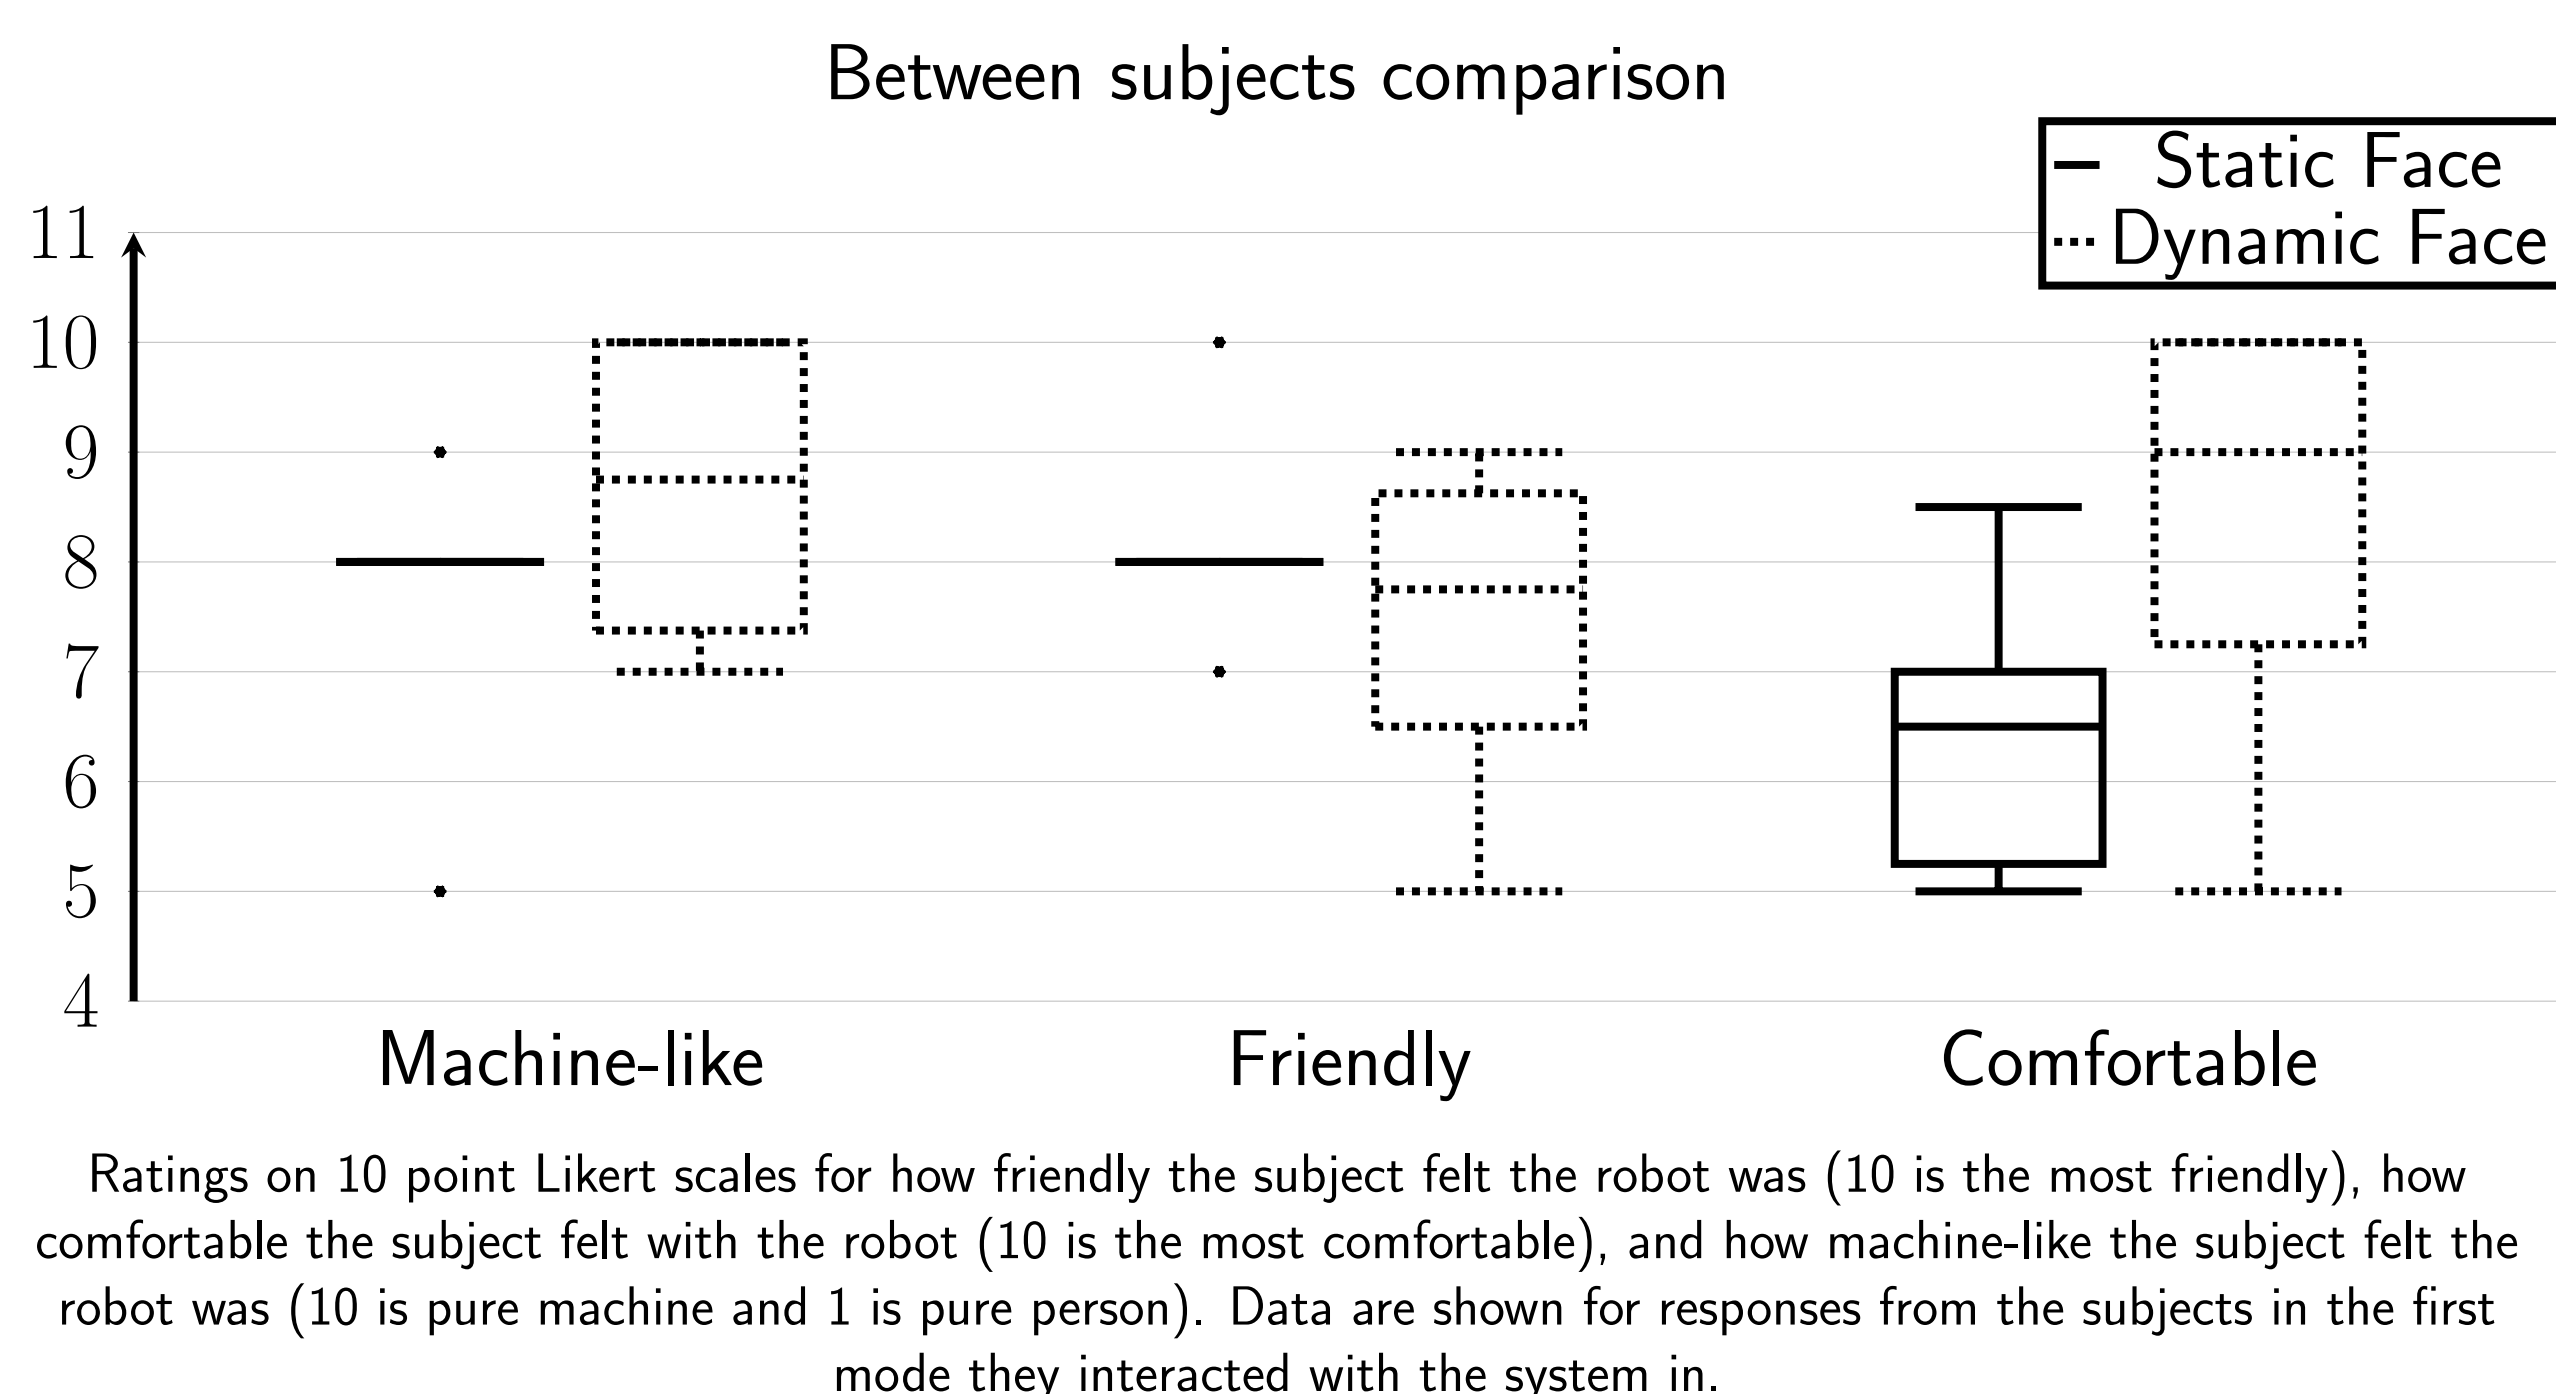 Between subjects comparison
Static Face
Dynamic Face
11
10
9
8
7
6
5
4
Machine-like Friendly Comfortable
Ratings on 10 point Likert scales for how friendly the subject felt the robot was (10 is the most friendly), how
comfortable the subject felt with the robot (10 is the most comfortable), and how machine-like the subject felt the
robot was (10 is pure machine and 1 is pure person). Data are shown for responses from the subjects in the first
mode they interacted with the system in.